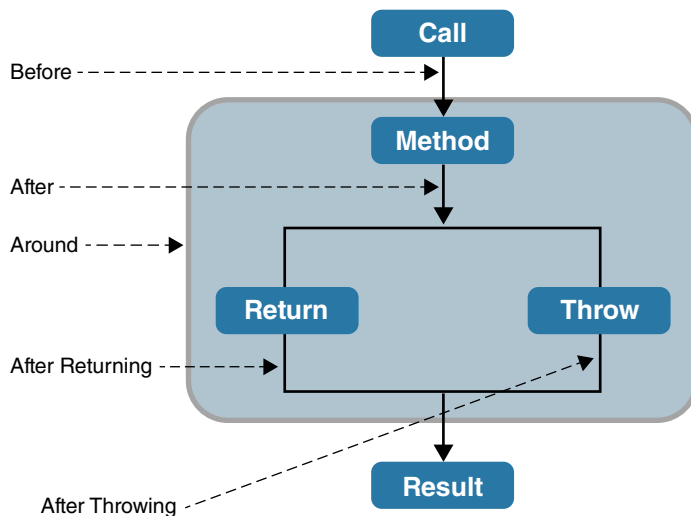 Call
Before
Method
After
Around
Return
Throw
After Returning
Result
After Throwing